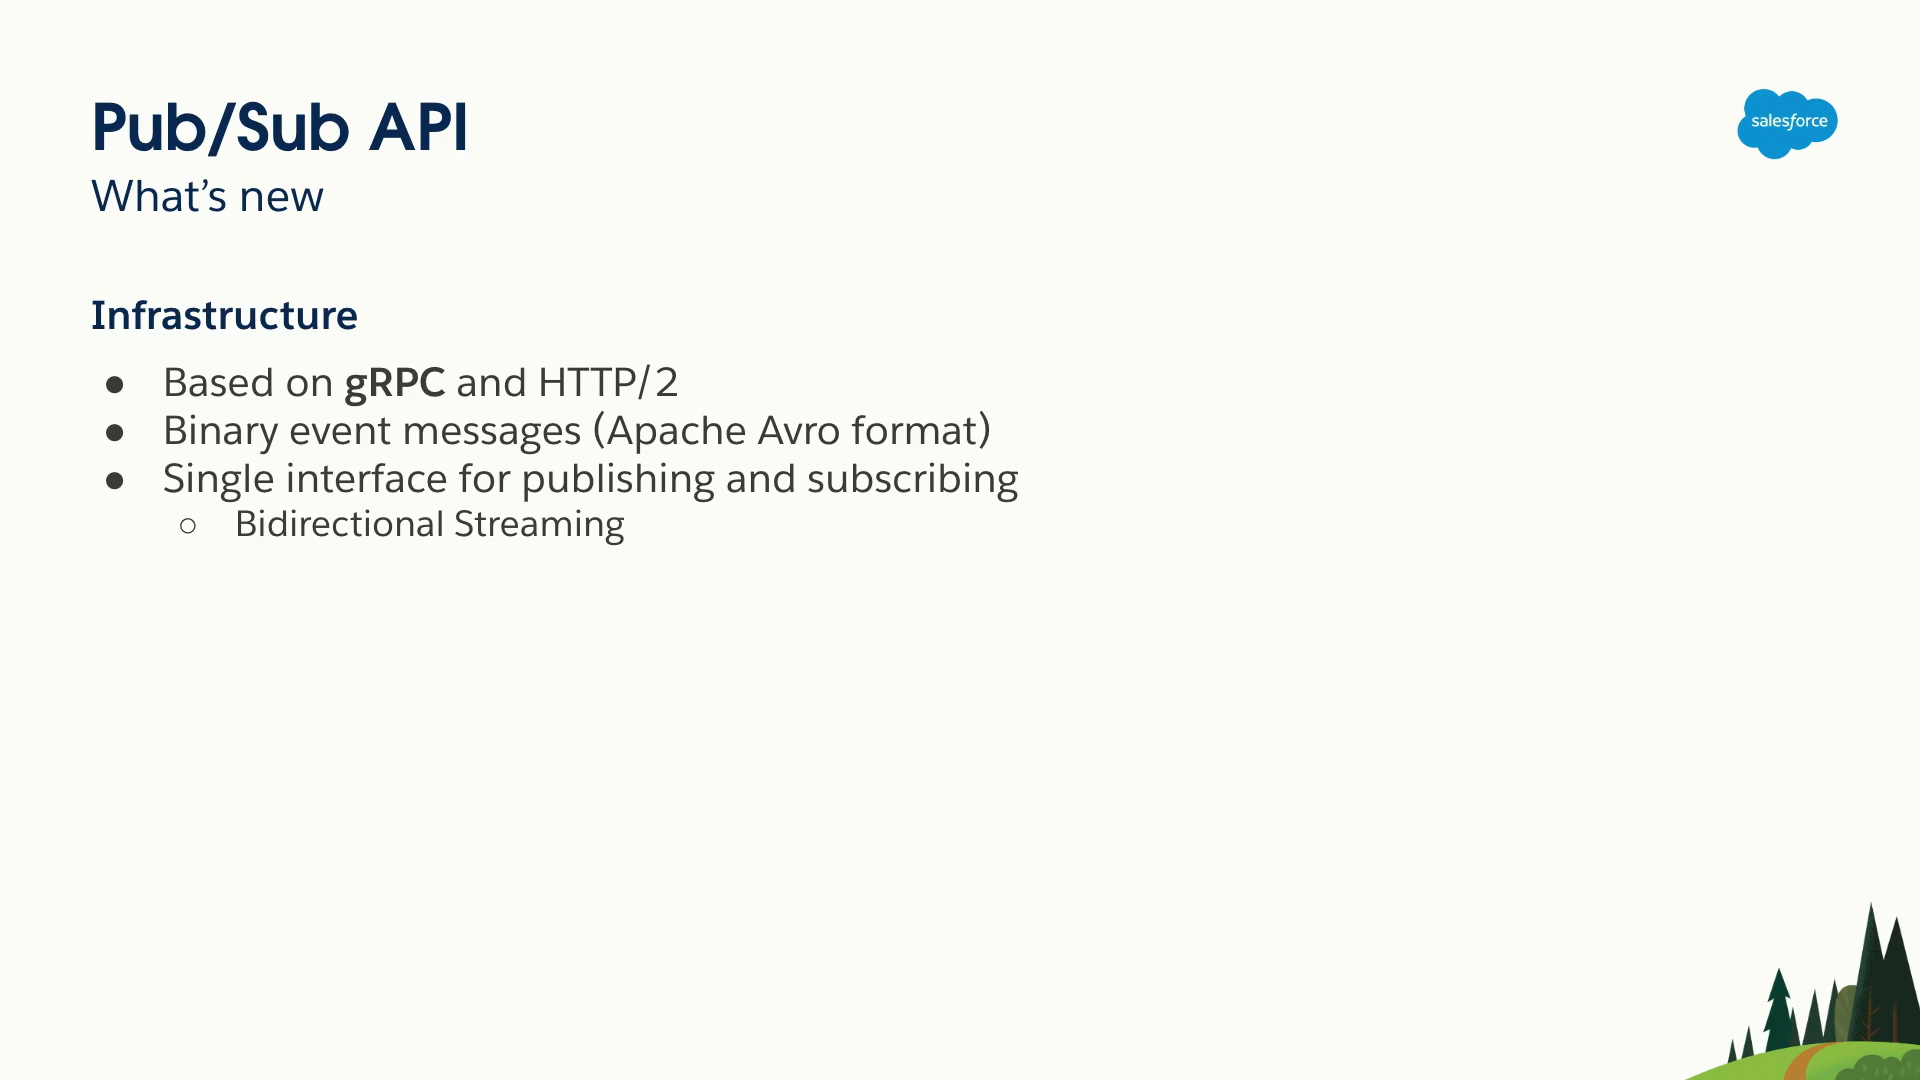 Pub/Sub API
salesforce
What’s new
Infrastructure
● Based on gRPC and HTTP/2
● Binary event messages (Apache Avro format)
● Single interface for publishing and subscribing
○ Bidirectional Streaming